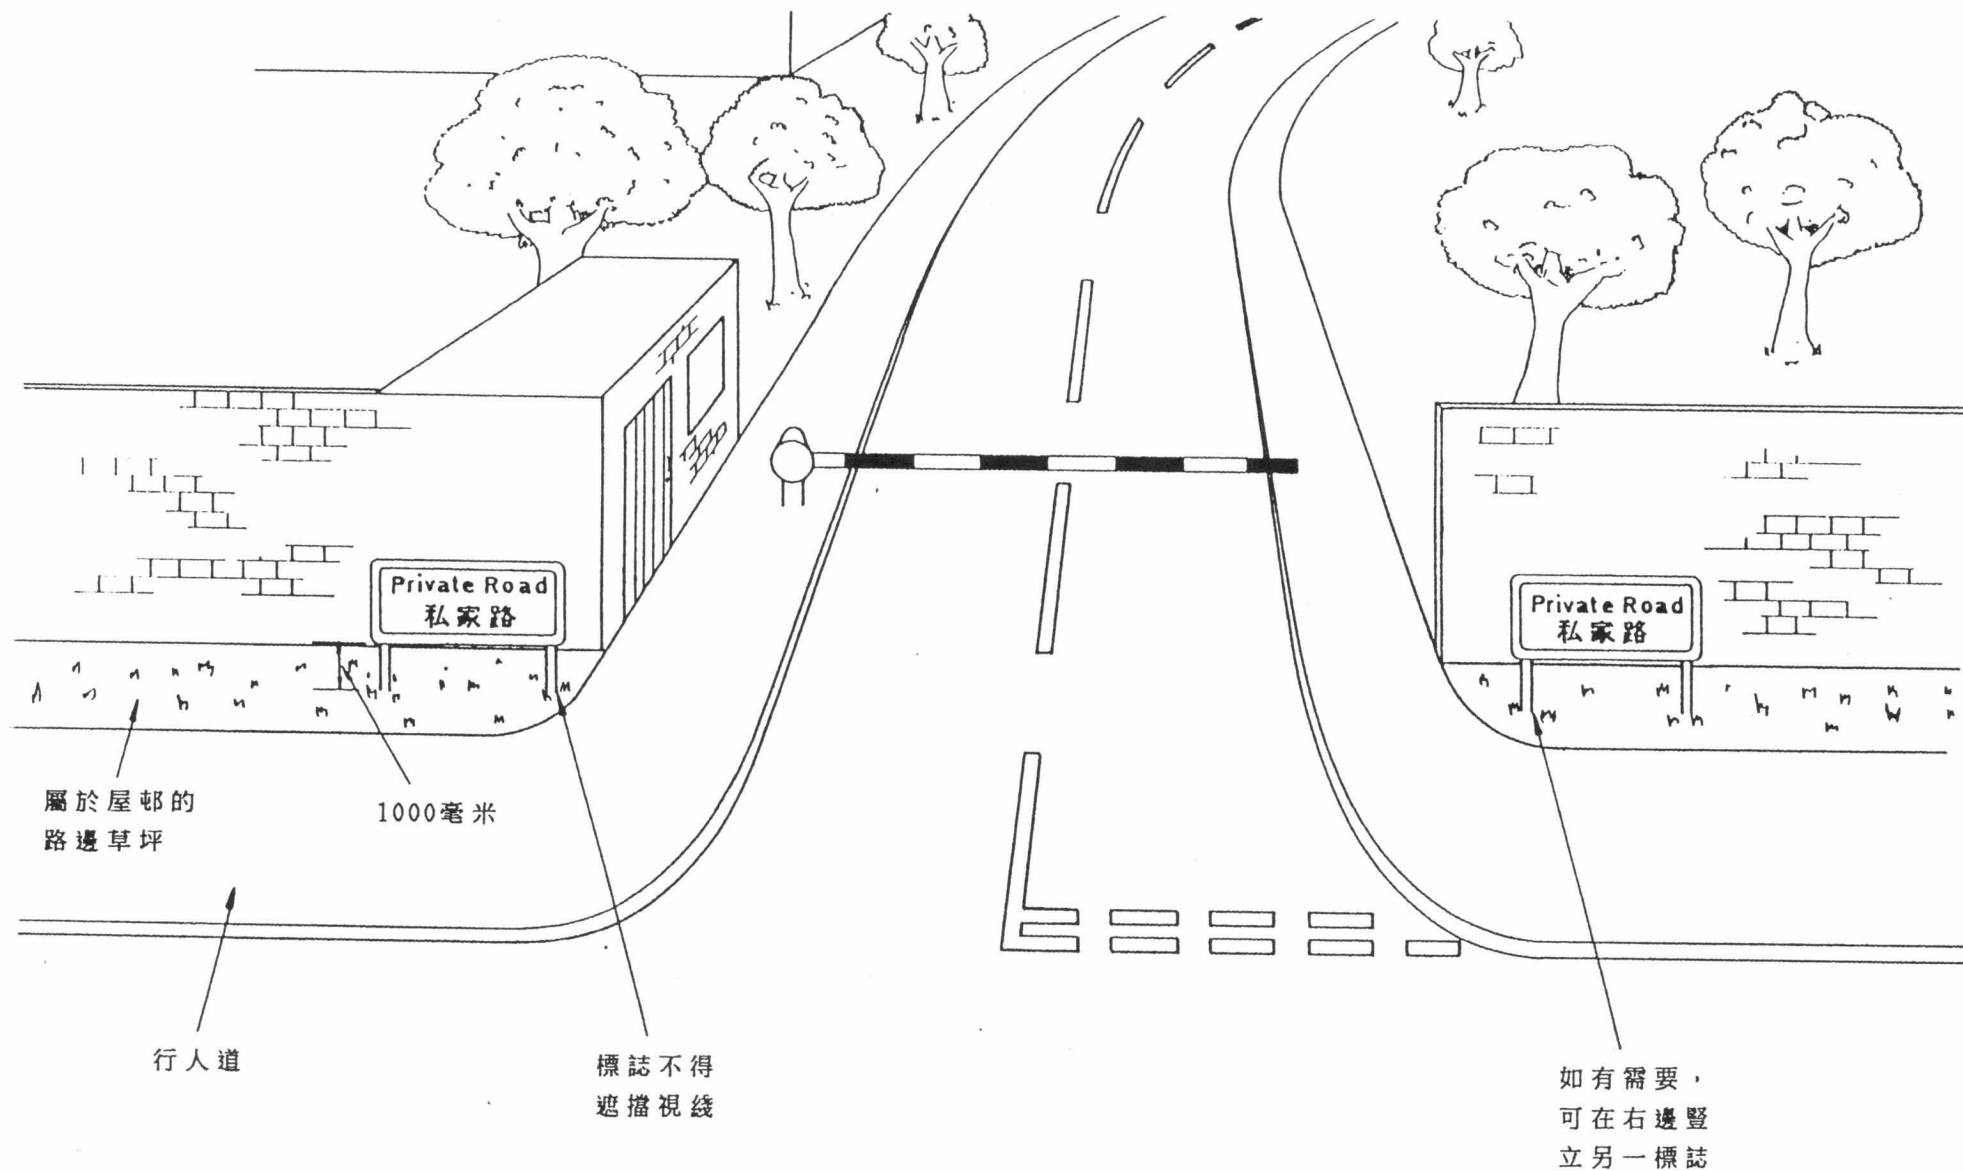 Private Road
私家路
Private Road
私家路
屬於屋邨的
路邊草坪
1000毫米
行人道
標誌不得
遮擋視綫
如有需要，
可在右邊豎
立另一標誌